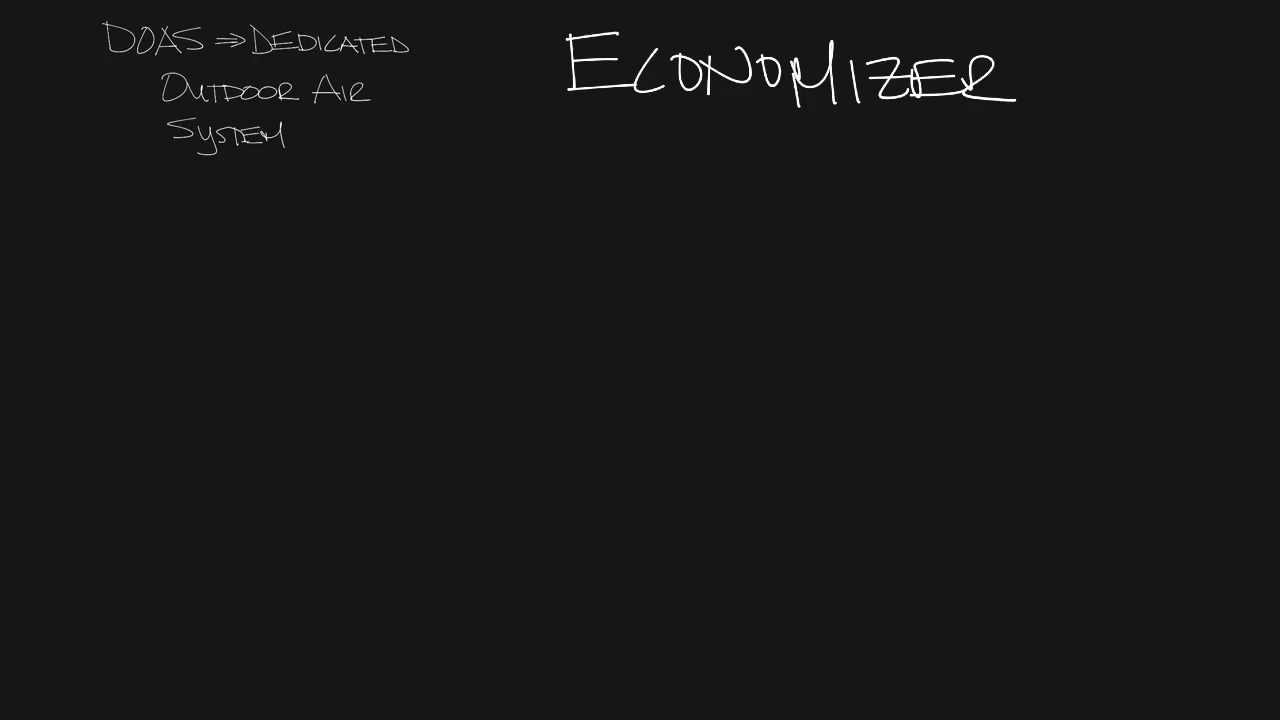 DOAS ⇒ DEDICATED
OUTDOOR AIR
SYSTEM
ECONOMIZER